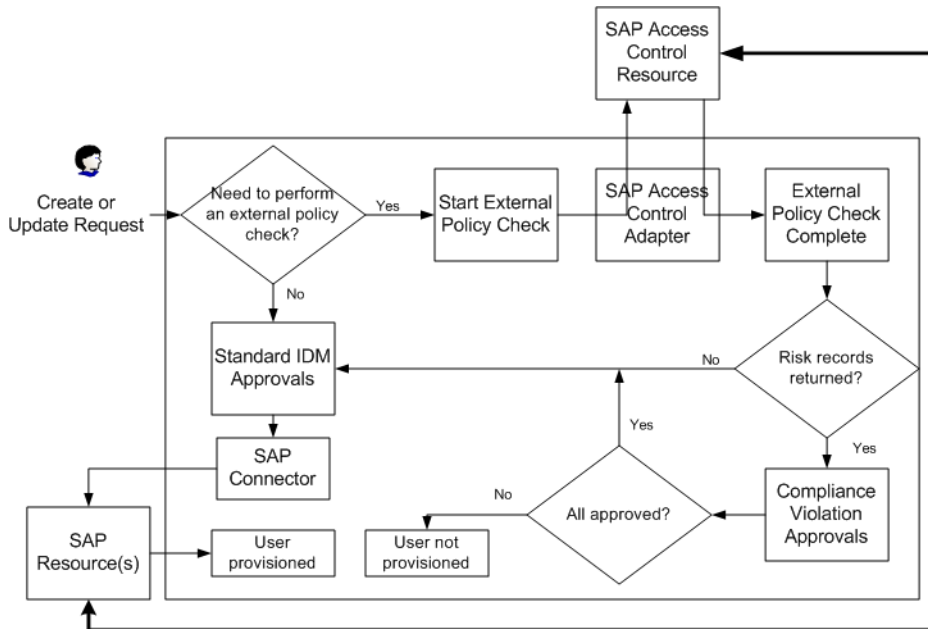 SAP Access
Control
Resource
Create or
Update Request
Need to perform
an external policy
check?
Yes
Start External
Policy Check
SAP Access
Control
Adapter
External
Policy Check
Complete
No
Standard IDM
Approvals
No
Risk records
returned?
Yes
Yes
SAP
Connector
Compliance
Violation
Approvals
All approved?
No
SAP
Resource(s)
User
provisioned
User not
provisioned